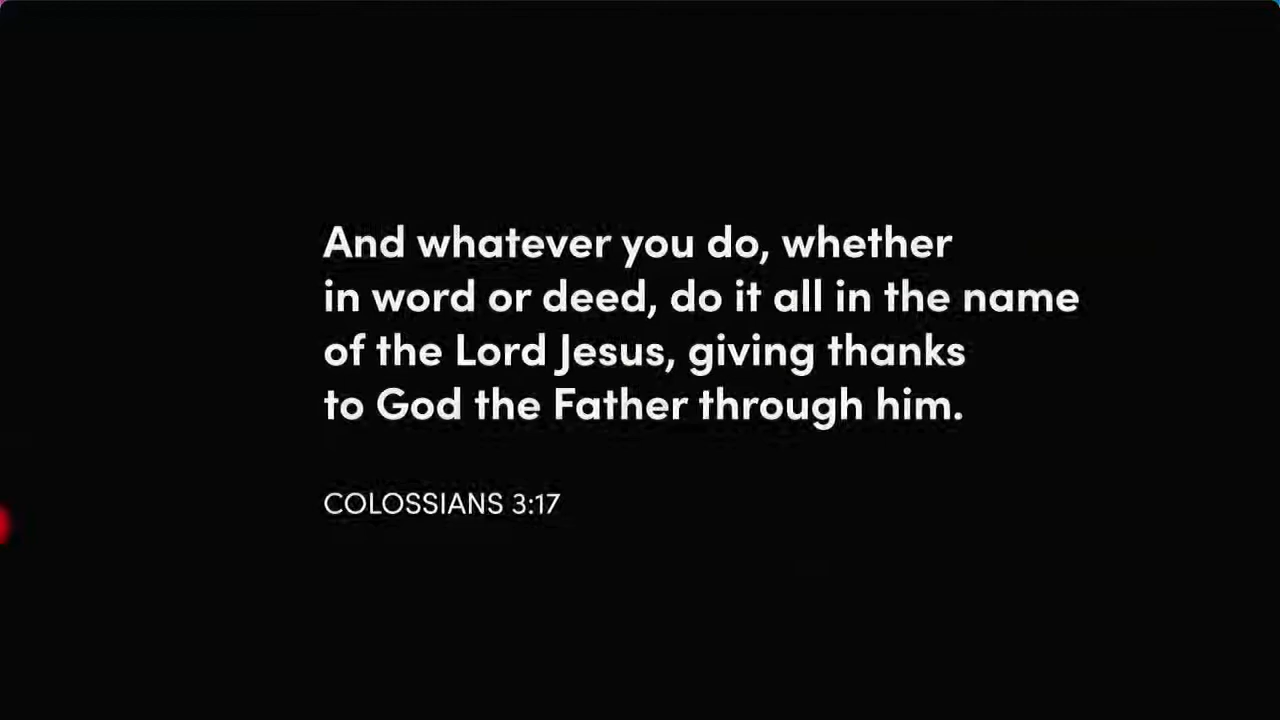 And whatever you do, whether
in word or deed, do it all in the name
of the Lord Jesus, giving thanks
to God the Father through him.
COLOSSIANS 3:17